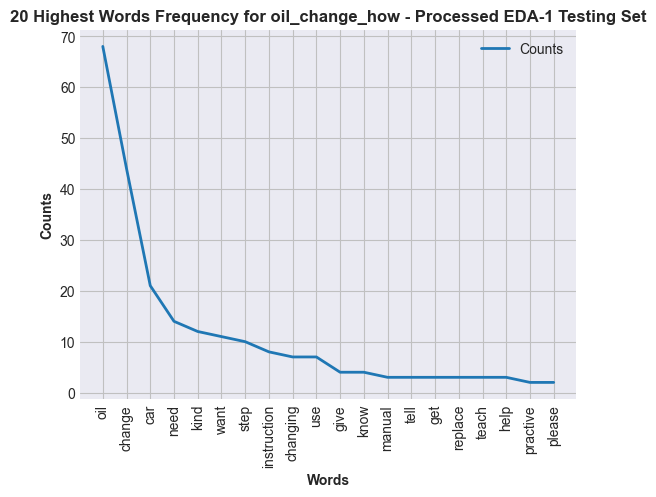 20 Highest Words Frequency for oil_change_how - Processed EDA-1 Testing Set
Counts
70
60
50
40
30
20
10
0
Counts
oil
change
car
need
kind
want
step
instruction
changing
use
give
know
manual
tell
get
replace
teach
help
practive
please
Words